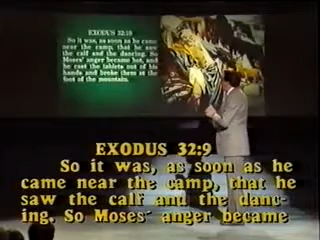 EXODUS 32:19
So it was, as soon as he came
near the camp, that he saw
the calf and the dancing. So
Moses' anger became hot, and
he cast the tablets out of his
hands and broke them at the
foot of the mountain.
EXODUS 32:9
So it was, as soon as he
came near the camp, that he
saw the calf and the danc-
ing. So Moses' anger became